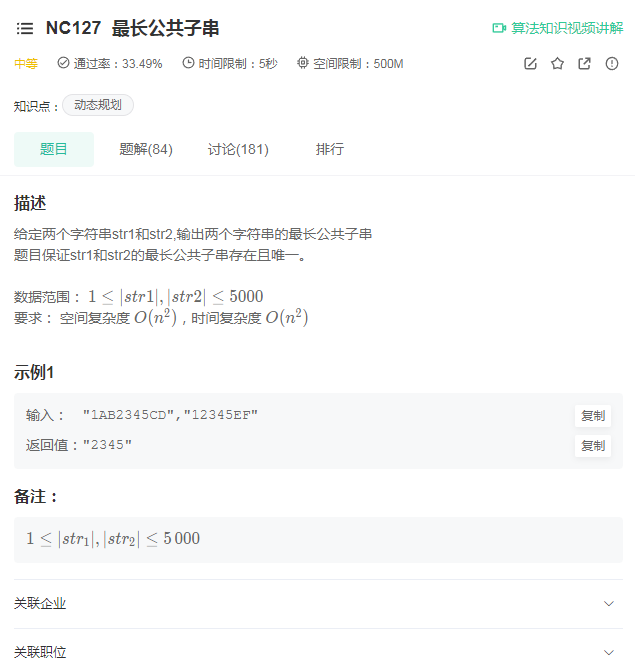 NC127 最长公共子串
算法知识视频讲解
中等 通过率：33.49% 时间限制：5秒 空间限制：500M
知识点：动态规划
题目 题解(84) 讨论(181) 排行
描述
给定两个字符串str1和str2,输出两个字符串的最长公共子串
题目保证str1和str2的最长公共子串存在且唯一。
数据范围： 1 ≤ |str1|, |str2| ≤ 5000
要求： 空间复杂度 O(n²)，时间复杂度 O(n²)
示例1
输入： "1AB2345CD","12345EF" 复制
返回值："2345" 复制
备注：
1 ≤ |str₁|, |str₂| ≤ 5 000
关联企业
关联职位